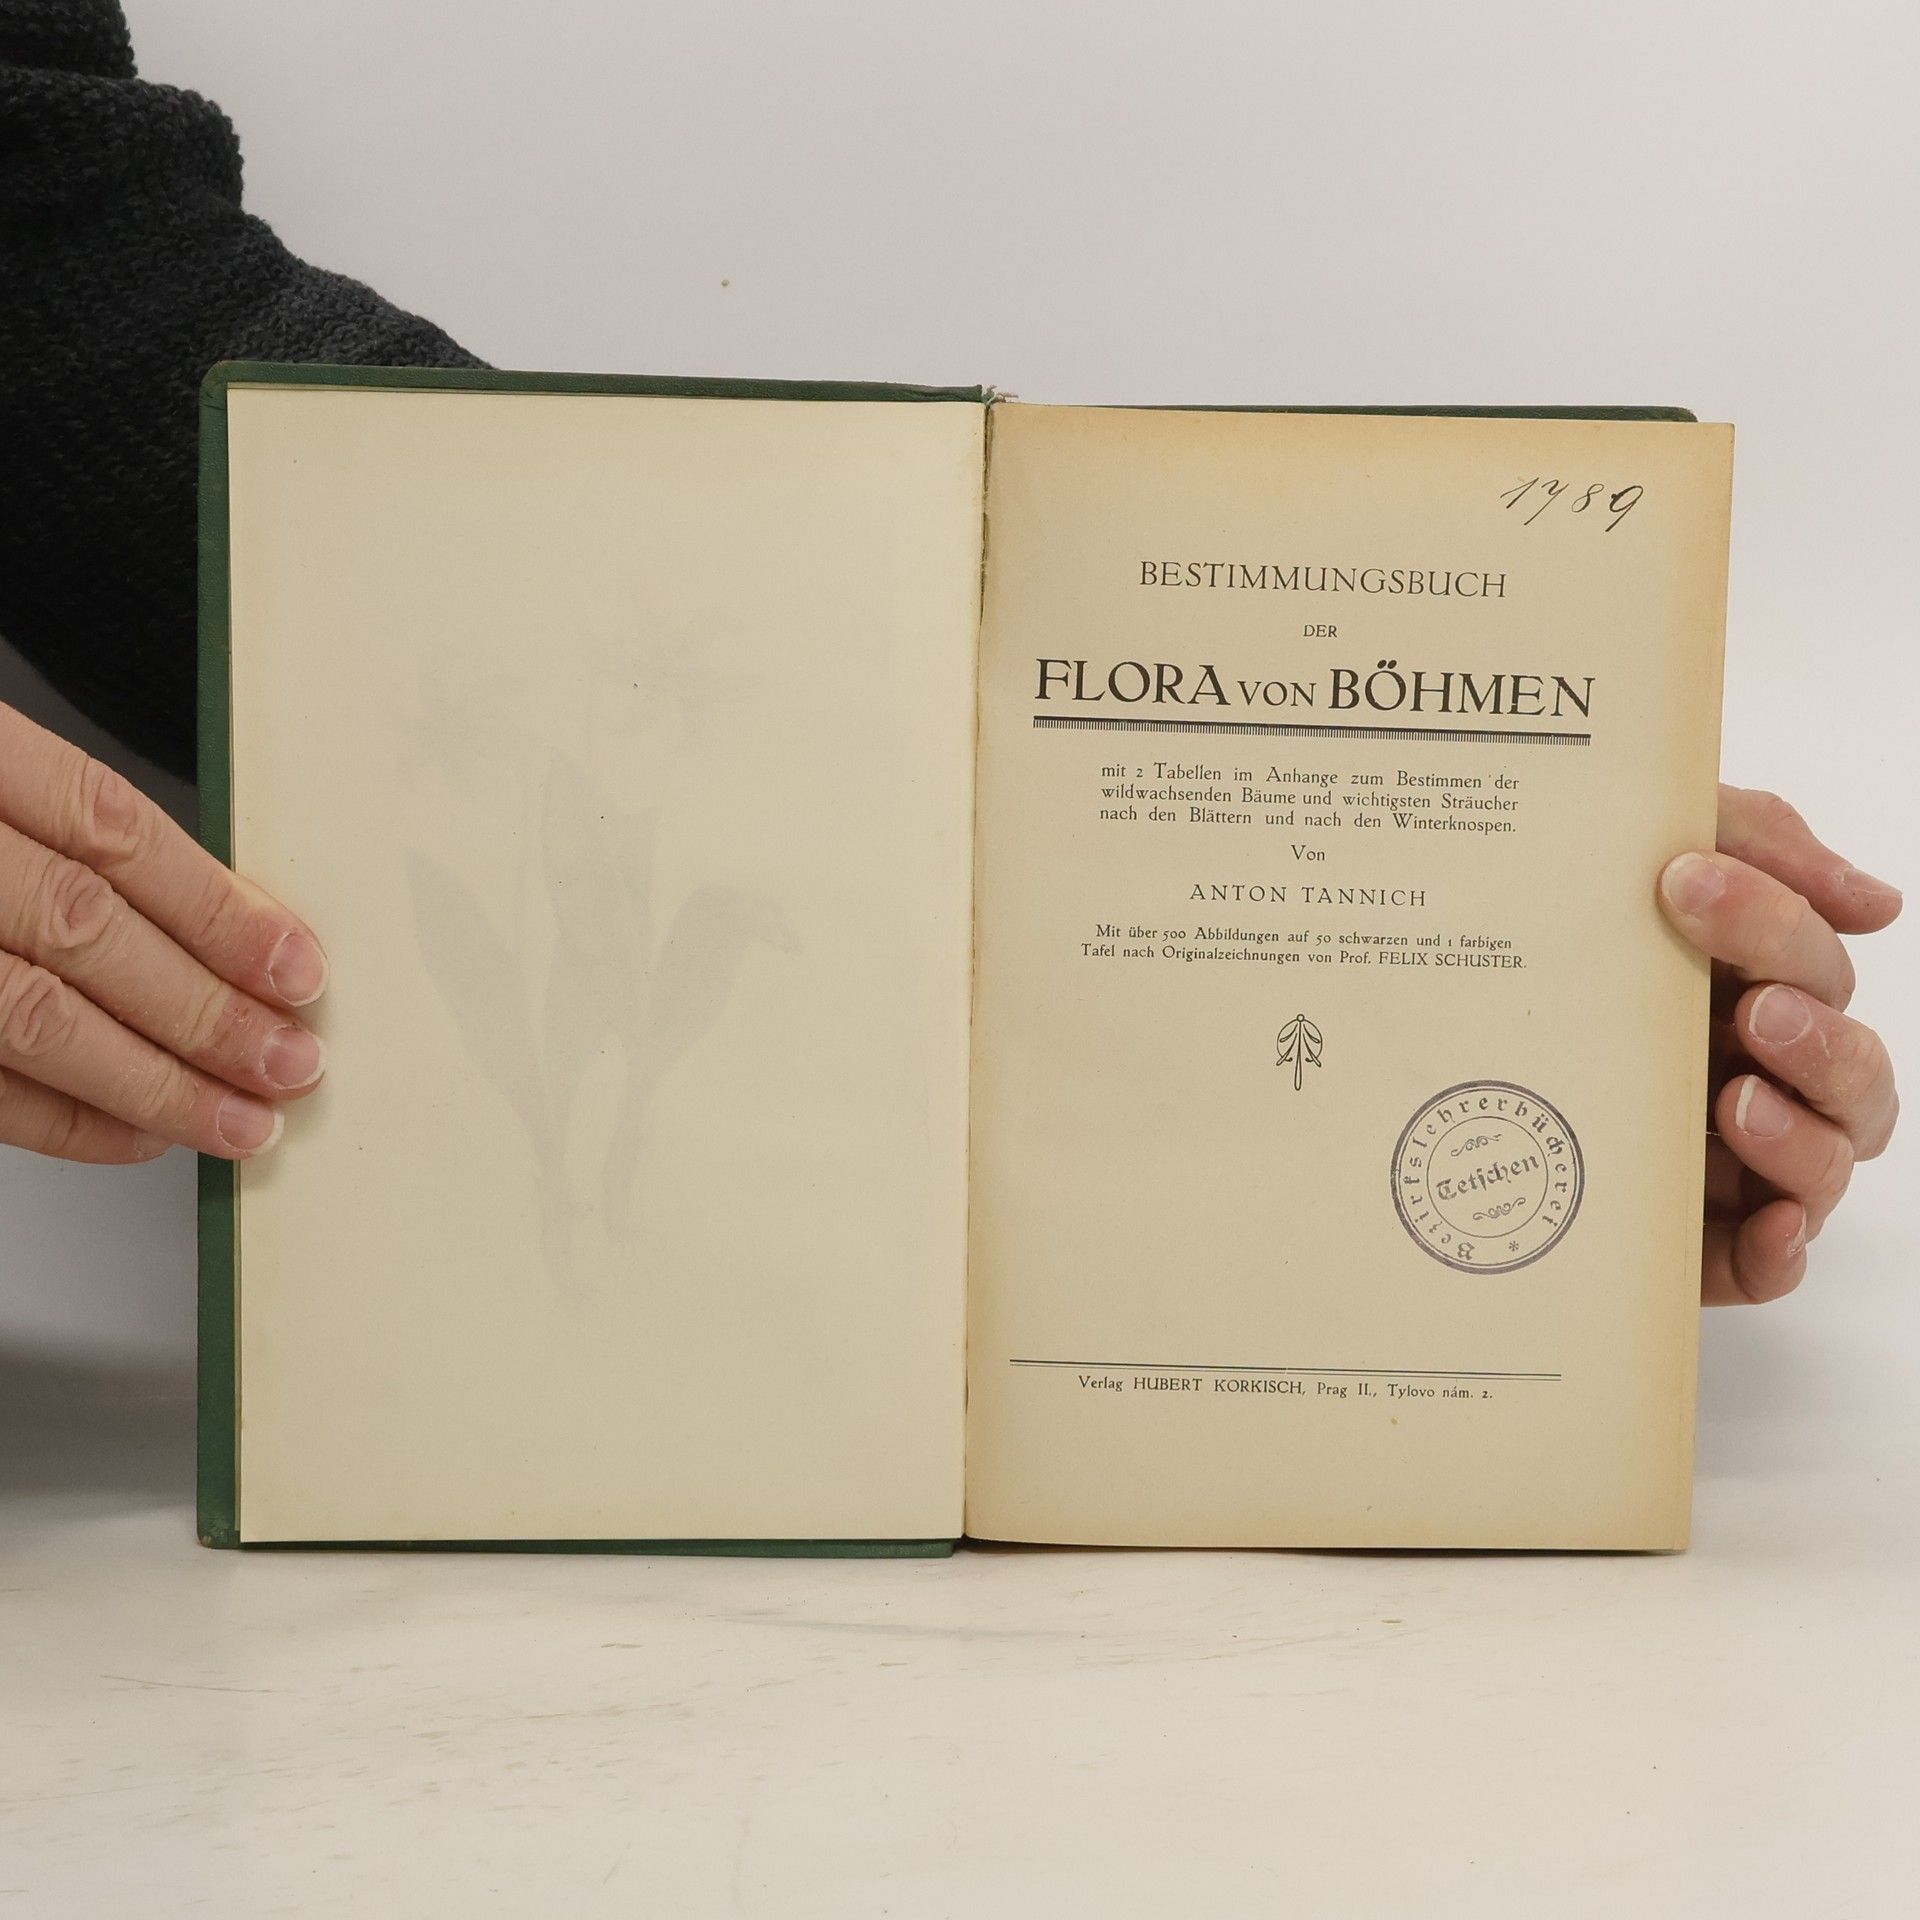 1789
BESTIMMUNGSBUCH
DER
FLORA VON BÖHMEN
mit 2 Tabellen im Anhange zum Bestimmen der
wildwachsenden Bäume und wichtigsten Sträucher
nach den Blättern und nach den Winterknospen.
Von
ANTON TANNICH
Mit über 500 Abbildungen auf 50 schwarzen und 1 farbigen
Tafel nach Originalzeichnungen von Prof. FELIX SCHUSTER.
Bezirkslehrerbücherei *
Tetschen
Verlag HUBERT KORKISCH, Prag II., Tylovo nám. 2.